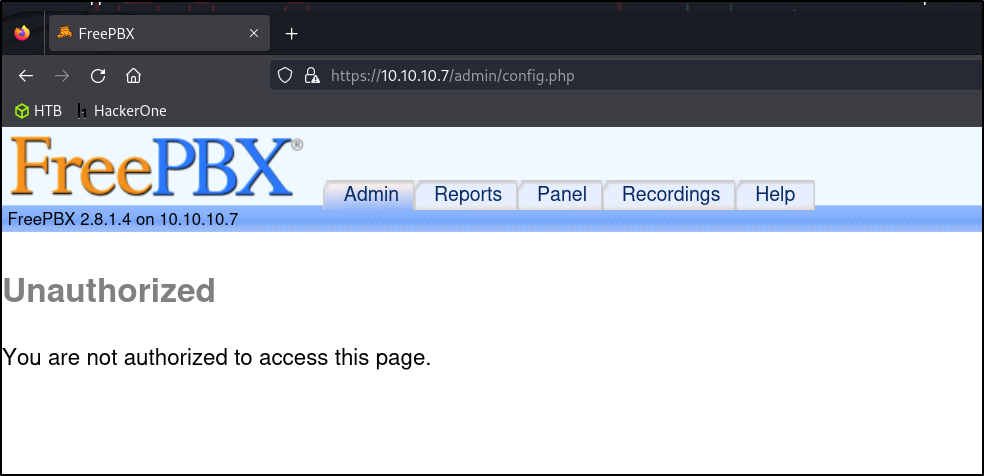 FreePBX
https://10.10.10.7/admin/config.php
HTB HackerOne
FreePBX®
Admin Reports Panel Recordings Help
FreePBX 2.8.1.4 on 10.10.10.7
Unauthorized
You are not authorized to access this page.